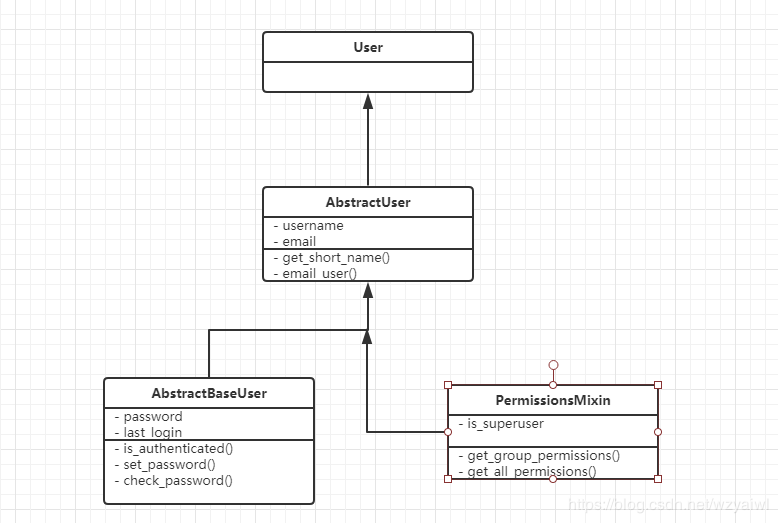 User
AbstractUser
- username
- email
- get_short_name()
- email_user()
AbstractBaseUser
- password
- last_login
- is_authenticated()
- set_password()
- check_password()
PermissionsMixin
- is_superuser
- get_group_permissions()
- get_all_permissions()
https://blog.csdn.net/wzyaiwl